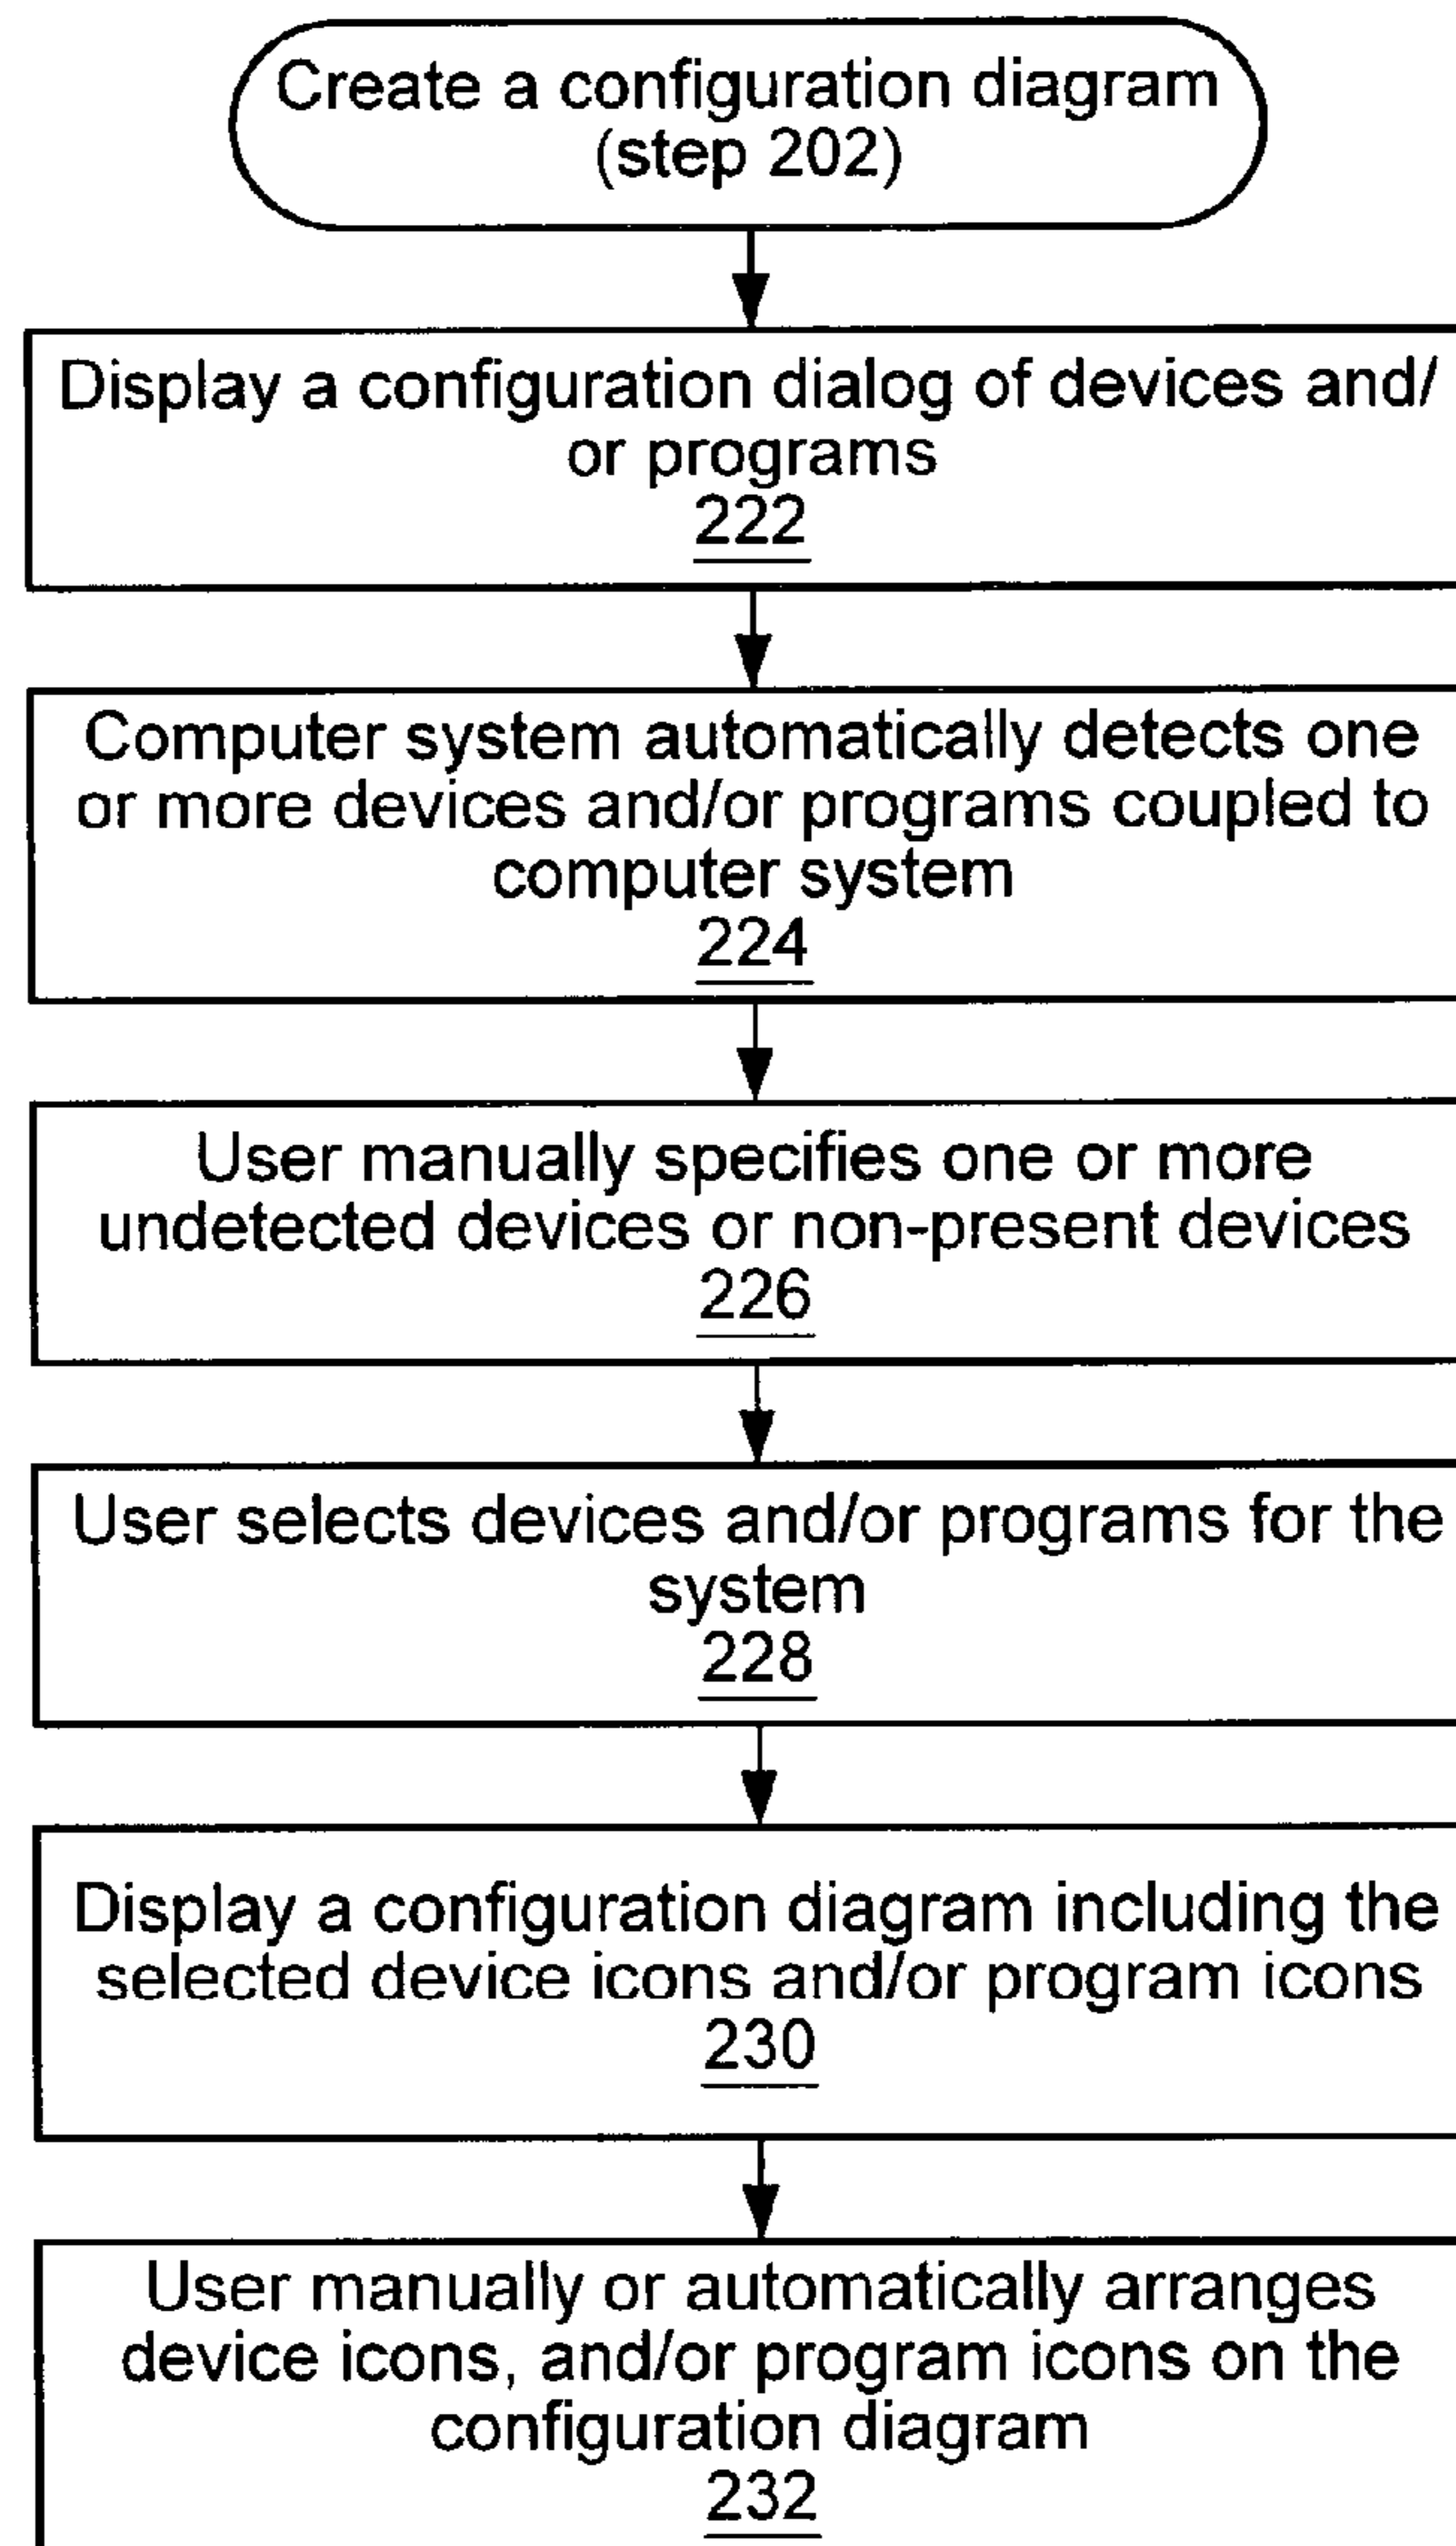 Create a configuration diagram
(step 202)
Display a configuration dialog of devices and/
or programs
222
Computer system automatically detects one
or more devices and/or programs coupled to
computer system
224
User manually specifies one or more
undetected devices or non-present devices
226
User selects devices and/or programs for the
system
228
Display a configuration diagram including the
selected device icons and/or program icons
230
User manually or automatically arranges
device icons, and/or program icons on the
configuration diagram
232